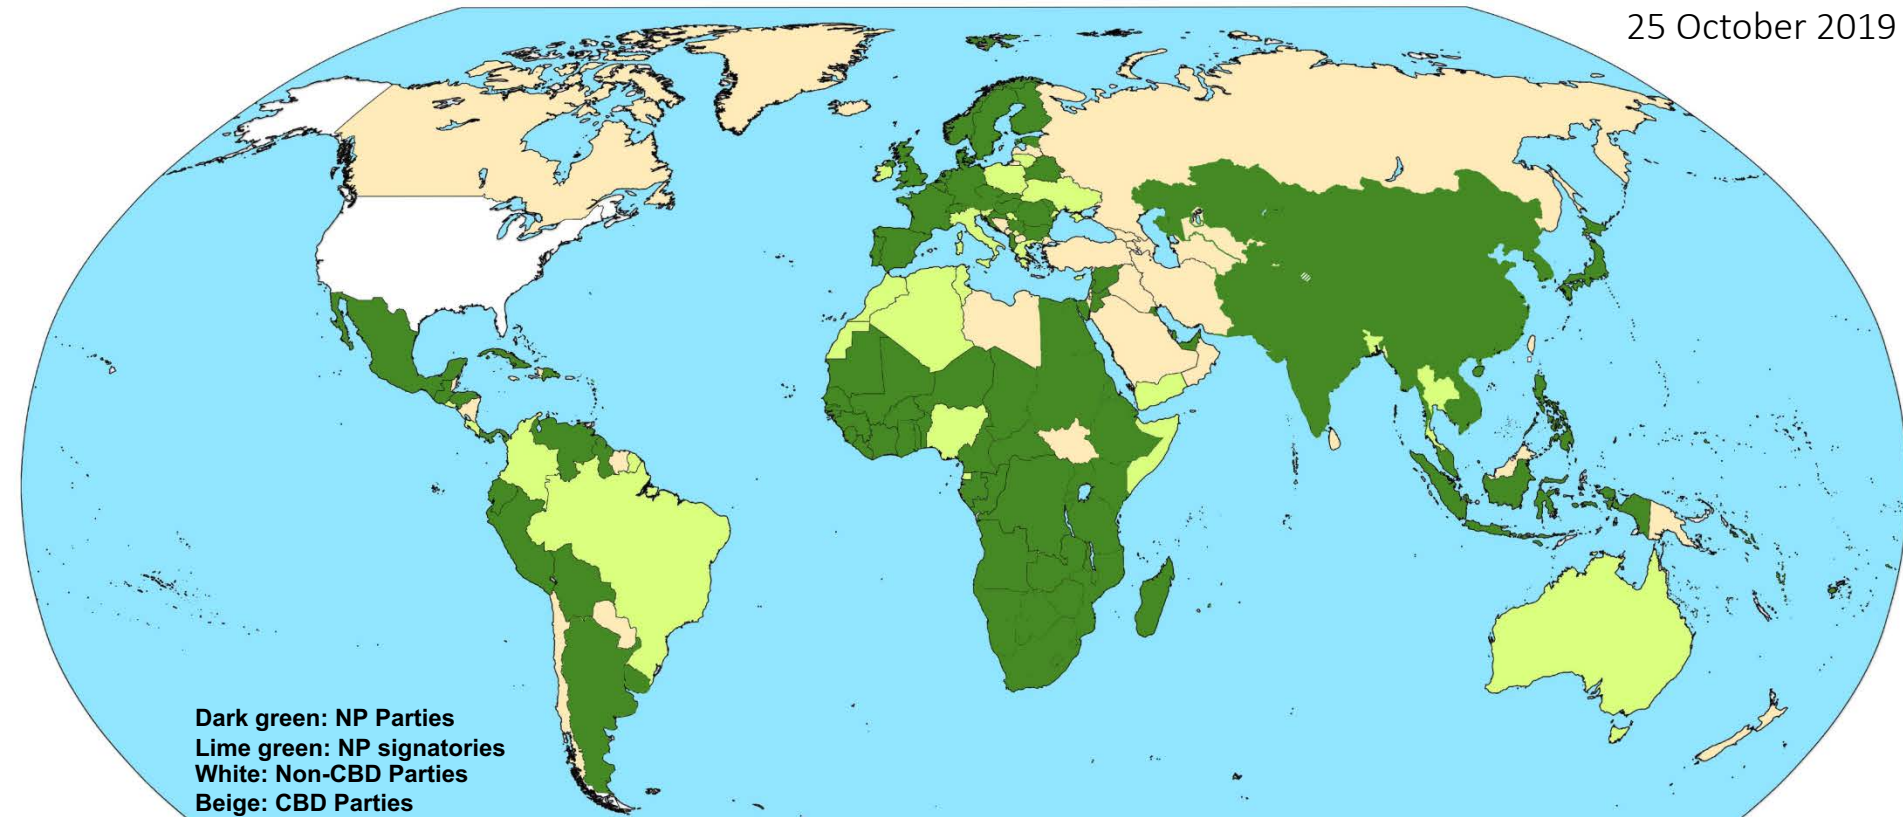 25 October 2019
Dark green: NP Parties
Lime green: NP signatories
White: Non-CBD Parties
Beige: CBD Parties